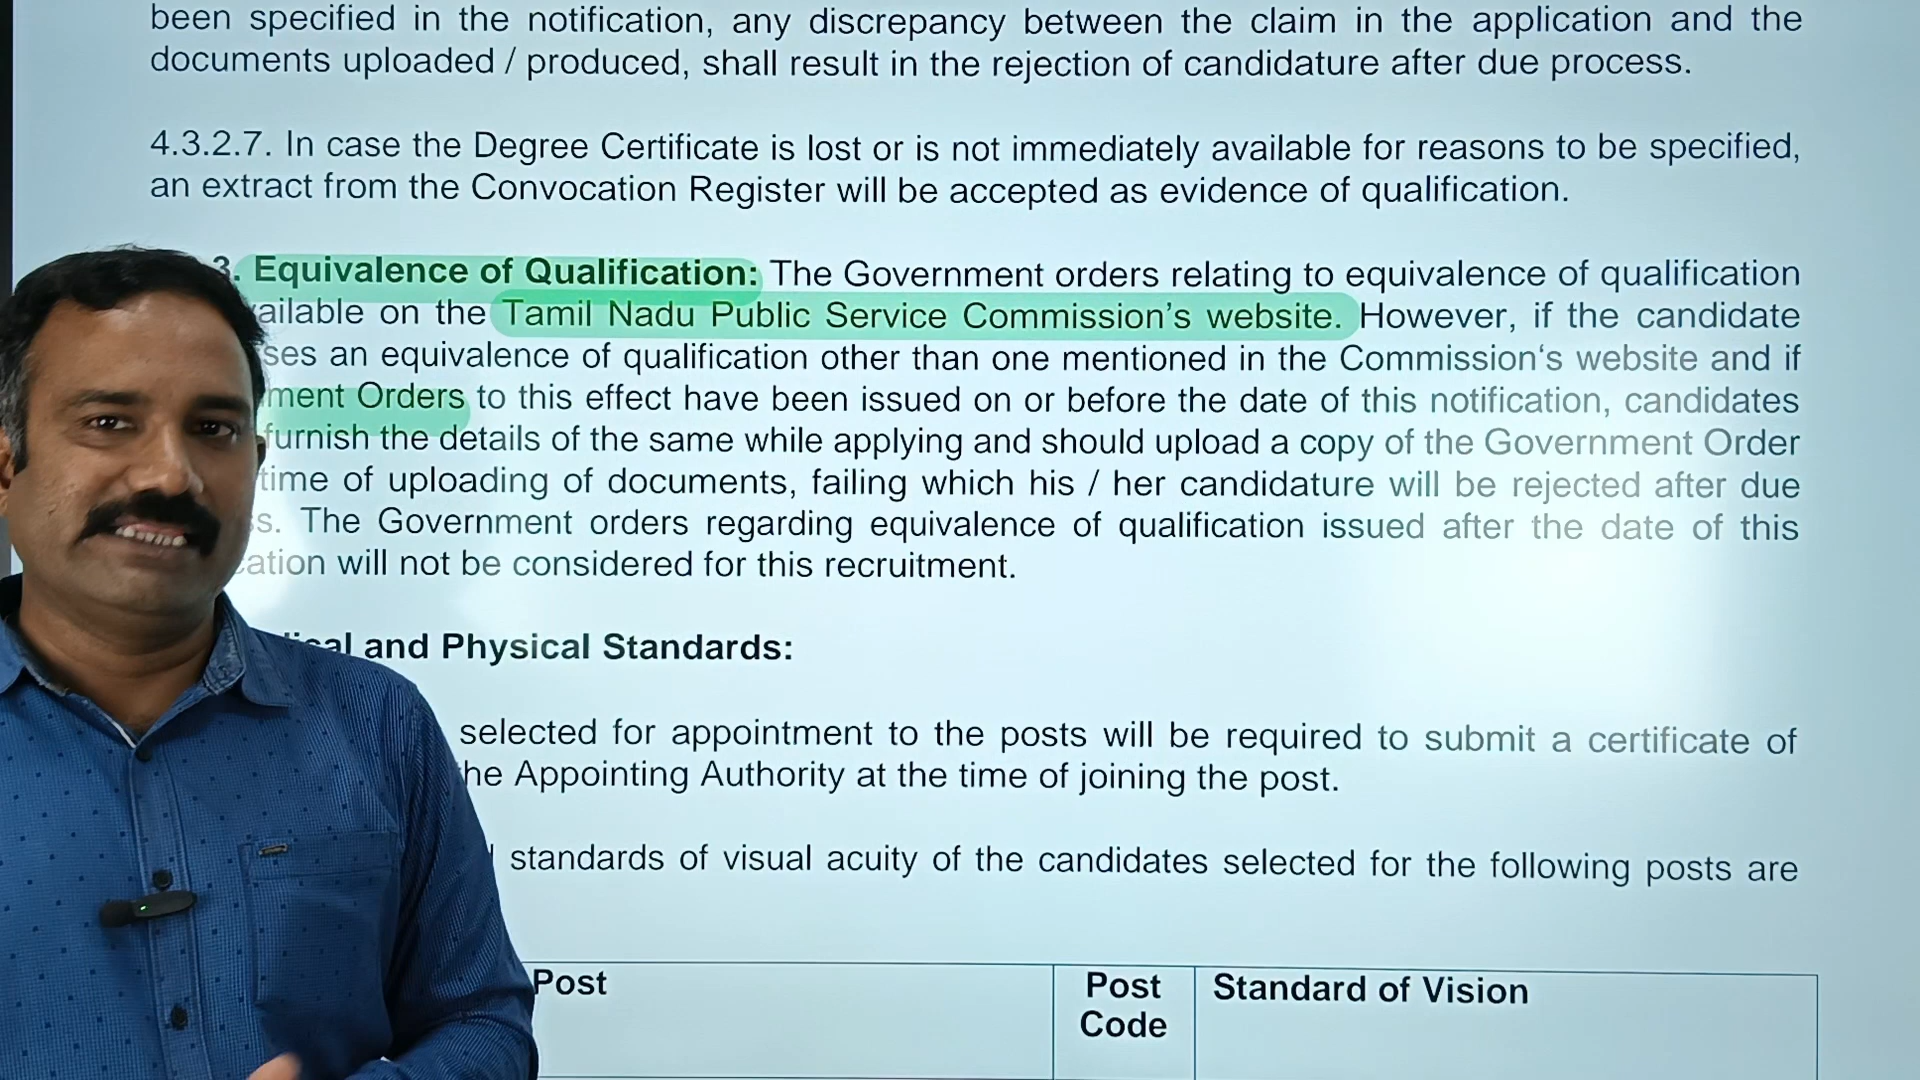 been specified in the notification, any discrepancy between the claim in the application and the
documents uploaded / produced, shall result in the rejection of candidature after due process.
4.3.2.7. In case the Degree Certificate is lost or is not immediately available for reasons to be specified,
an extract from the Convocation Register will be accepted as evidence of qualification.
3. Equivalence of Qualification: The Government orders relating to equivalence of qualification
on the Tamil Nadu Public Service Commission's website. However, if the candidate
an equivalence of qualification other than one mentioned in the Commission‘s website and if
Orders to this effect have been issued on or before the date of this notification, candidates
furnish the details of the same while applying and should upload a copy of the Government Order
time of uploading of documents, failing which his / her candidature will be rejected after due
The Government orders regarding equivalence of qualification issued after the date of this
will not be considered for this recruitment.
and Physical Standards:
selected for appointment to the posts will be required to submit a certificate of
Appointing Authority at the time of joining the post.
standards of visual acuity of the candidates selected for the following posts are
Post
Post
Code
Standard of Vision